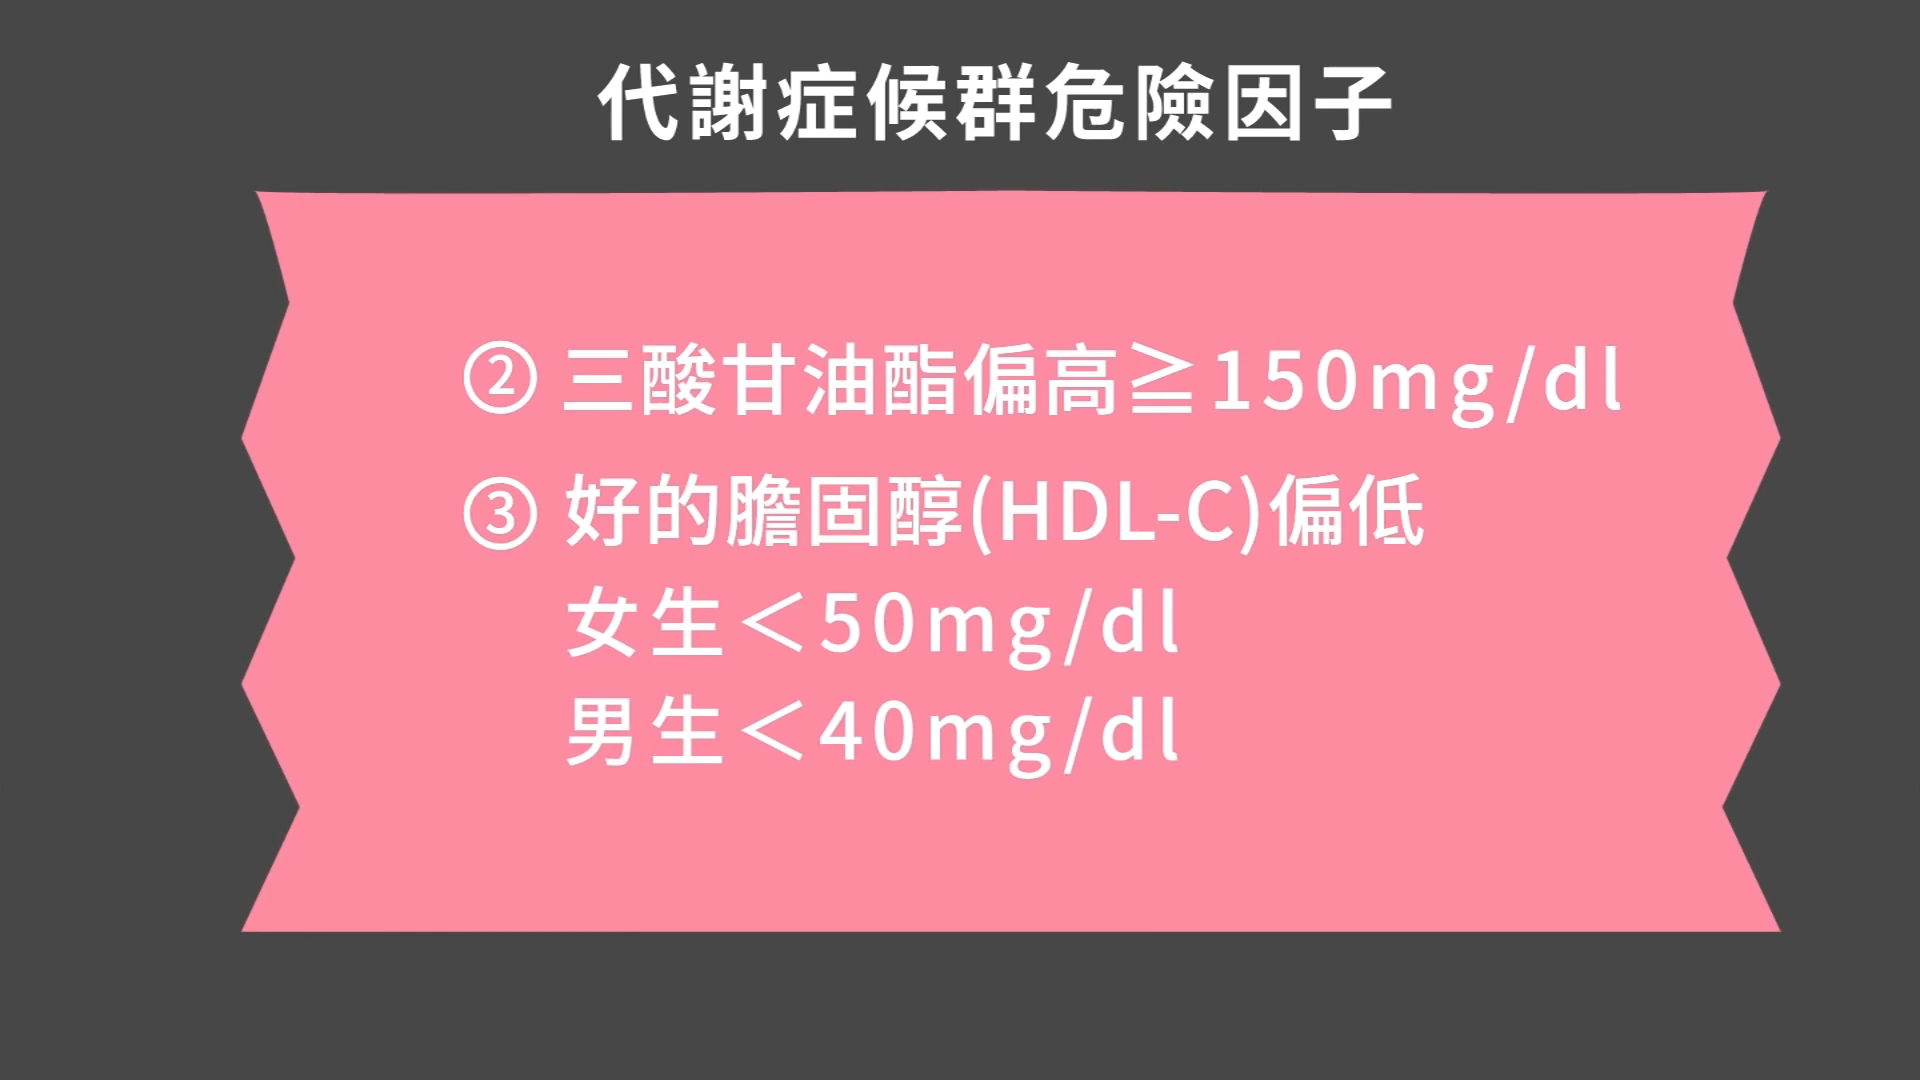 代謝症候群危險因子
② 三酸甘油酯偏高≧150mg/dl
③ 好的膽固醇(HDL-C)偏低
女生＜50mg/dl
男生＜40mg/dl